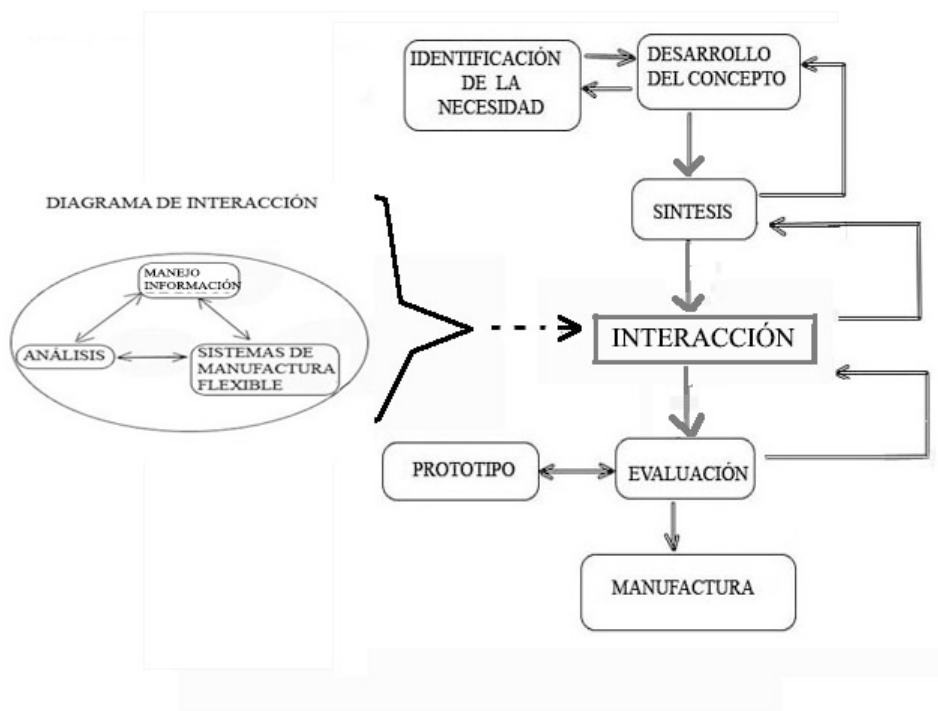 IDENTIFICACIÓN
DE LA
NECESIDAD
DESARROLLO
DEL CONCEPTO
SINTESIS
DIAGRAMA DE INTERACCIÓN
MANEJO
INFORMACIÓN
ANÁLISIS
SISTEMAS DE
MANUFACTURA
FLEXIBLE
INTERACCIÓN
PROTOTIPO
EVALUACIÓN
MANUFACTURA